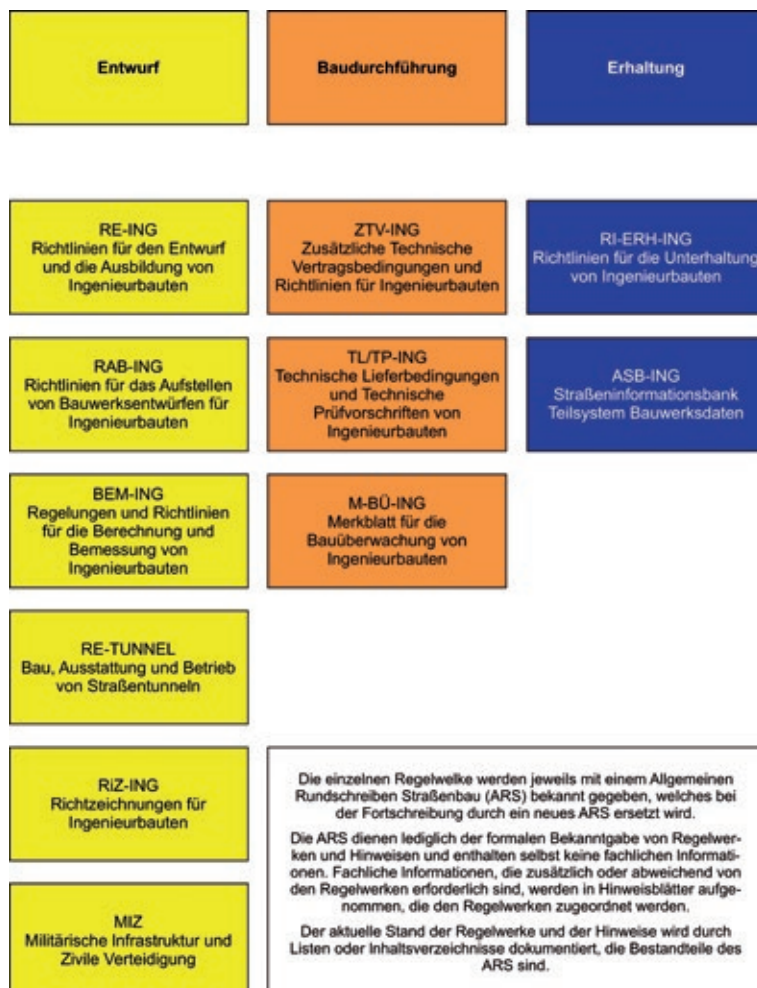 Entwurf
Baudurchführung
Erhaltung
RE-ING
Richtlinien für den Entwurf
und die Ausbildung von
Ingenieurbauten
ZTV-ING
Zusätzliche Technische
Vertragsbedingungen und
Richtlinien für Ingenieurbauten
RI-ERH-ING
Richtlinien für die Unterhaltung
von Ingenieurbauten
RAB-ING
Richtlinien für das Aufstellen
von Bauwerksentwürfen für
Ingenieurbauten
TL/TP-ING
Technische Lieferbedingungen
und Technische
Prüfvorschriften von
Ingenieurbauten
ASB-ING
Straßeninformationsbank
Teilsystem Bauwerksdaten
BEM-ING
Regelungen und Richtlinien
für die Berechnung und
Bemessung von
Ingenieurbauten
M-BÜ-ING
Merkblatt für die
Bauüberwachung von
Ingenieurbauten
RE-TUNNEL
Bau, Ausstattung und Betrieb
von Straßentunneln
RiZ-ING
Richtzeichnungen für
Ingenieurbauten
MIZ
Militärische Infrastruktur und
Zivile Verteidigung
Die einzelnen Regelwelke werden jeweils mit einem Allgemeinen
Rundschreiben Straßenbau (ARS) bekannt gegeben, welches bei
der Fortschreibung durch ein neues ARS ersetzt wird.
Die ARS dienen lediglich der formalen Bekanntgabe von Regelwer-
ken und Hinweisen und enthalten selbst keine fachlichen Informati-
onen. Fachliche Informationen, die zusätzlich oder abweichend von
den Regelwerken erforderlich sind, werden in Hinweisblätter aufge-
nommen, die den Regelwerken zugeordnet werden.
Der aktuelle Stand der Regelwerke und der Hinweise wird durch
Listen oder Inhaltsverzeichnisse dokumentiert, die Bestandteile des
ARS sind.